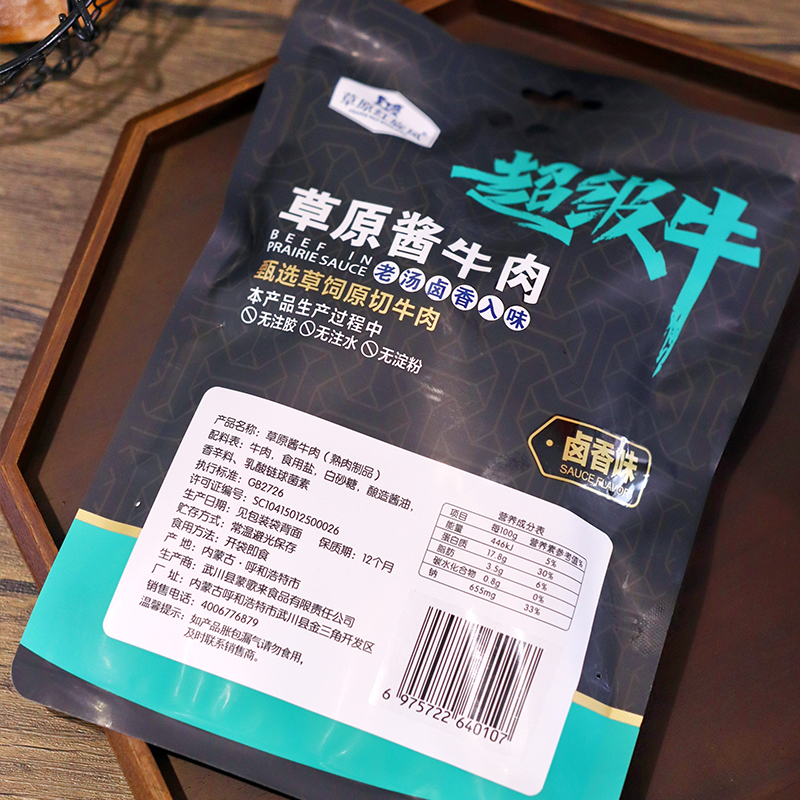 草原红旋风
超级牛
草原酱牛肉
BEEF IN
PRAIRIE SAUCE
老汤卤香入味
甄选草饲原切牛肉
本产品生产过程中
无注胶 无注水 无淀粉
卤香味
SAUCE FLAVOR
产品名称：草原酱牛肉（熟肉制品）
配料表：牛肉，食用盐，白砂糖，酿造酱油，
香辛料、乳酸链球菌素
执行标准：GB2726
许可证编号：SC10415012500026
生产日期：见包装袋背面
贮存方式：常温避光保存 保质期：12个月
食用方法：开袋即食
产 地：内蒙古·呼和浩特市
生产商：武川县蒙歌来食品有限责任公司
厂 址：内蒙古呼和浩特市武川县金三角开发区
销售电话：4006776879
温馨提示：如产品胀包漏气请勿食用，
及时联系销售商。
营养成分表
项目 每100g 营养素参考值%
能量 446kJ 5%
蛋白质 17.8g 30%
脂肪 3.5g 6%
碳水化合物 0.8g 0%
钠 655mg 33%
6 975722 640107